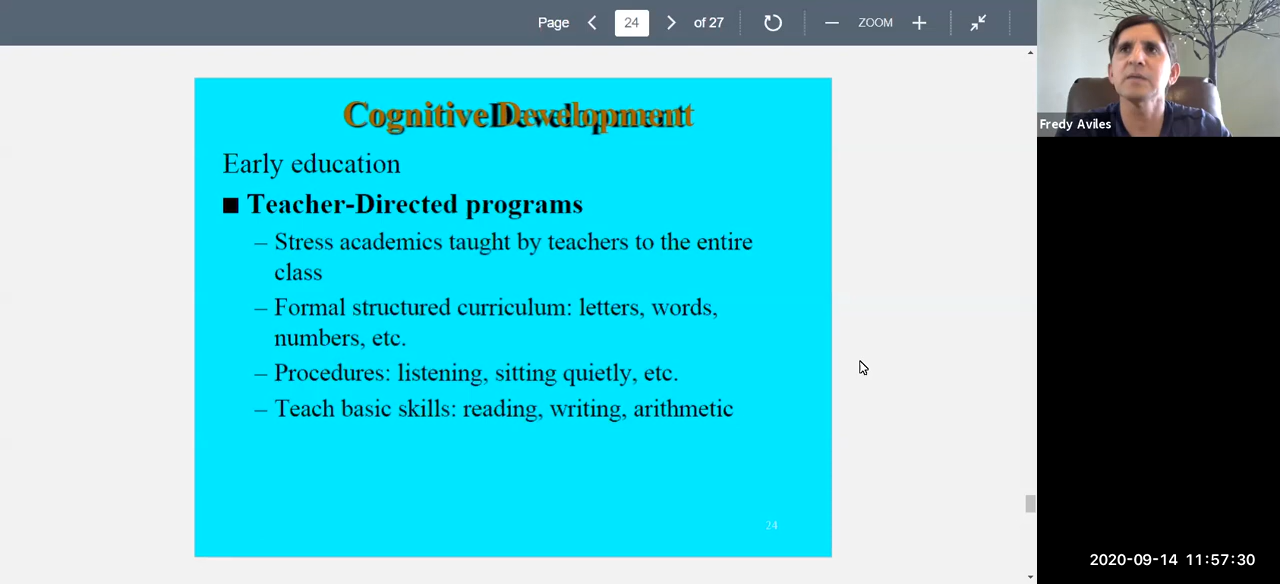 Page 24 of 27 ZOOM
Fredy Aviles
Cognitive Development
Early education
■ Teacher-Directed programs
– Stress academics taught by teachers to the entire
class
– Formal structured curriculum: letters, words,
numbers, etc.
– Procedures: listening, sitting quietly, etc.
– Teach basic skills: reading, writing, arithmetic
24
2020-09-14 11:57:30